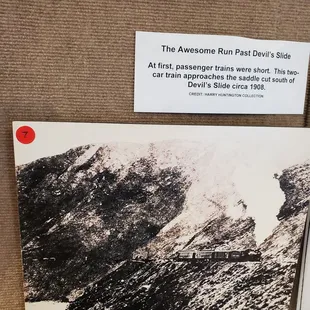 The Awesome Run Past Devil's Slide
At first, passenger trains were short. This two-
car train approaches the saddle cut south of
Devil's Slide circa 1908.
CREDIT: HARRY HUNTINGTON COLLECTION
7